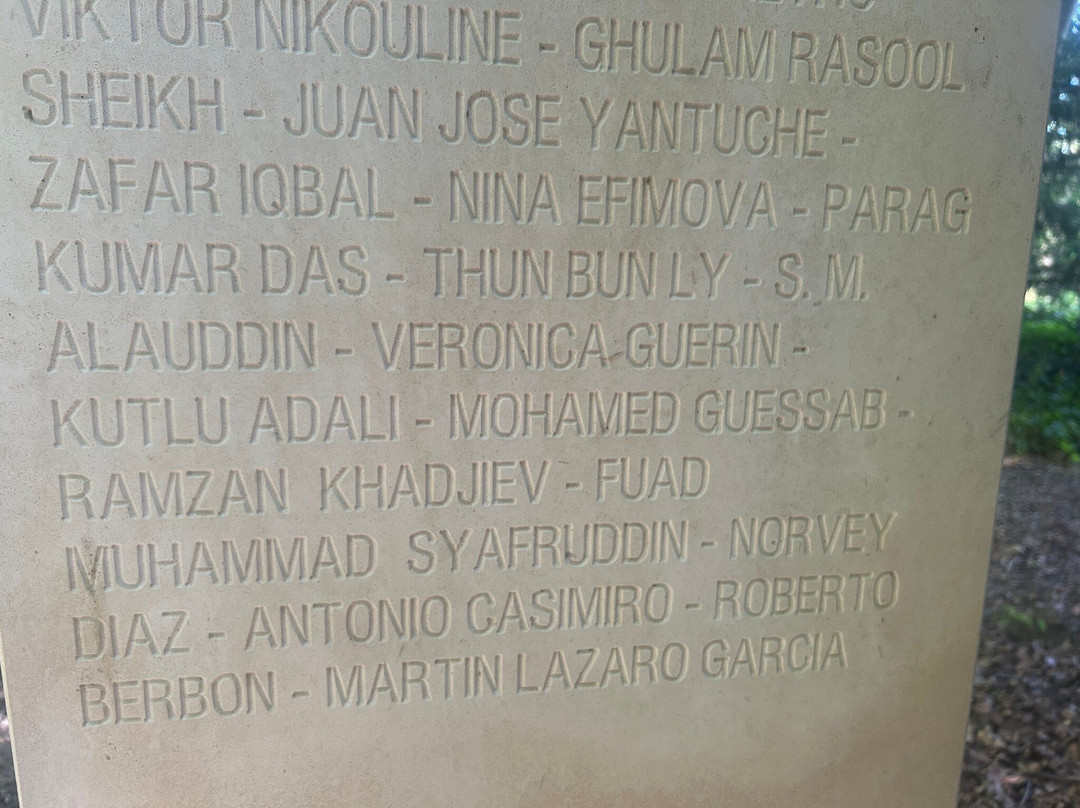 VIKTOR NIKOULINE - GHULAM RASOOL
SHEIKH - JUAN JOSE YANTUCHE -
ZAFAR IQBAL - NINA EFIMOVA - PARAG
KUMAR DAS - THUN BUN LY - S. M.
ALAUDDIN - VERONICA GUERIN -
KUTLU ADALI - MOHAMED GUESSAB -
RAMZAN KHADJIEV - FUAD
MUHAMMAD SYAFRUDDIN - NORVEY
DIAZ - ANTONIO CASIMIRO - ROBERTO
BERBON - MARTIN LAZARO GARCIA